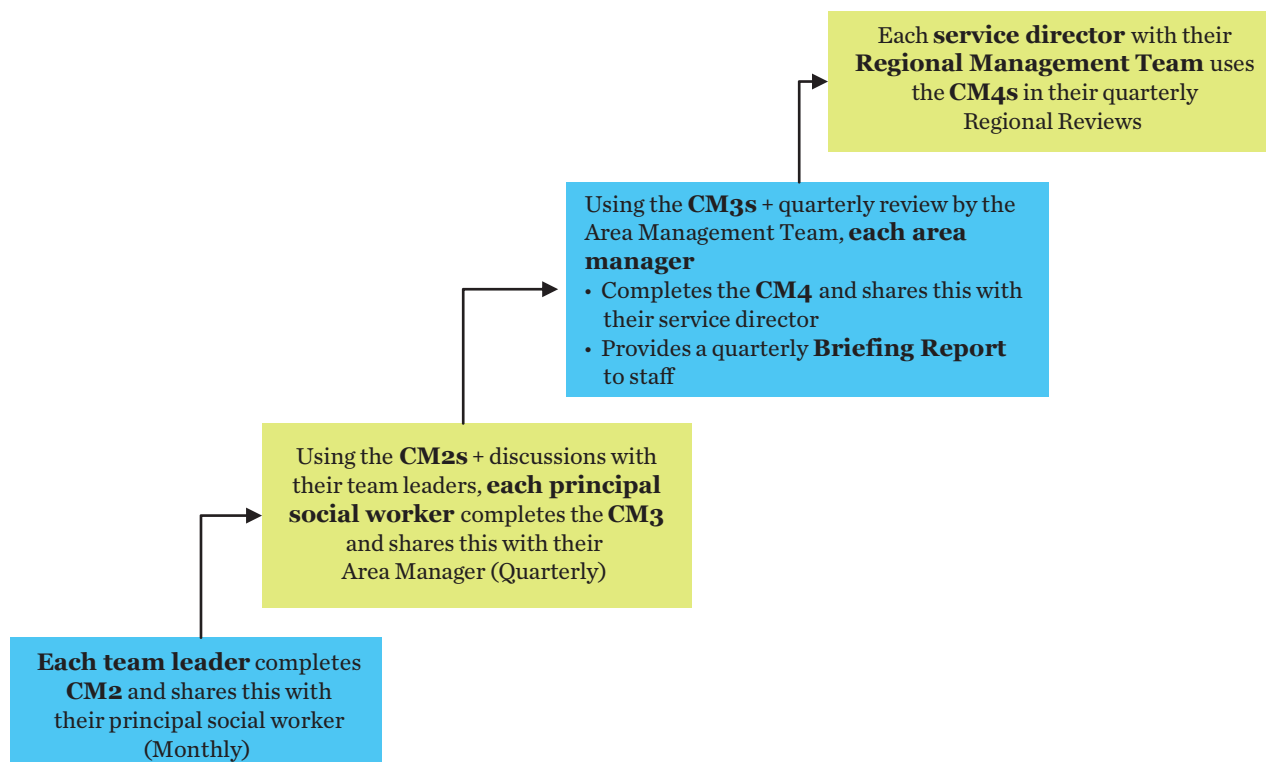 Each service director with their
Regional Management Team uses
the CM4s in their quarterly
Regional Reviews
Using the CM3s + quarterly review by the
Area Management Team, each area
manager
• Completes the CM4 and shares this with
their service director
• Provides a quarterly Briefing Report
to staff
Using the CM2s + discussions with
their team leaders, each principal
social worker completes the CM3
and shares this with their
Area Manager (Quarterly)
Each team leader completes
CM2 and shares this with
their principal social worker
(Monthly)